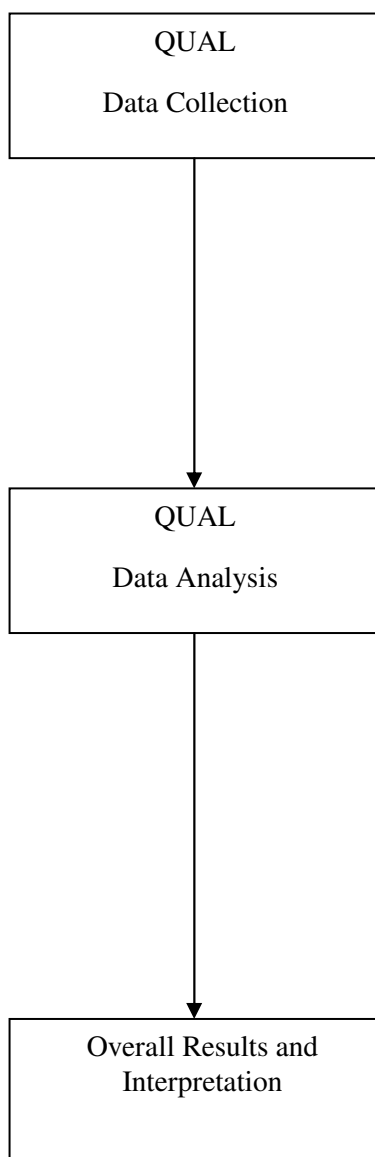 QUAL
Data Collection
QUAL
Data Analysis
Overall Results and
Interpretation